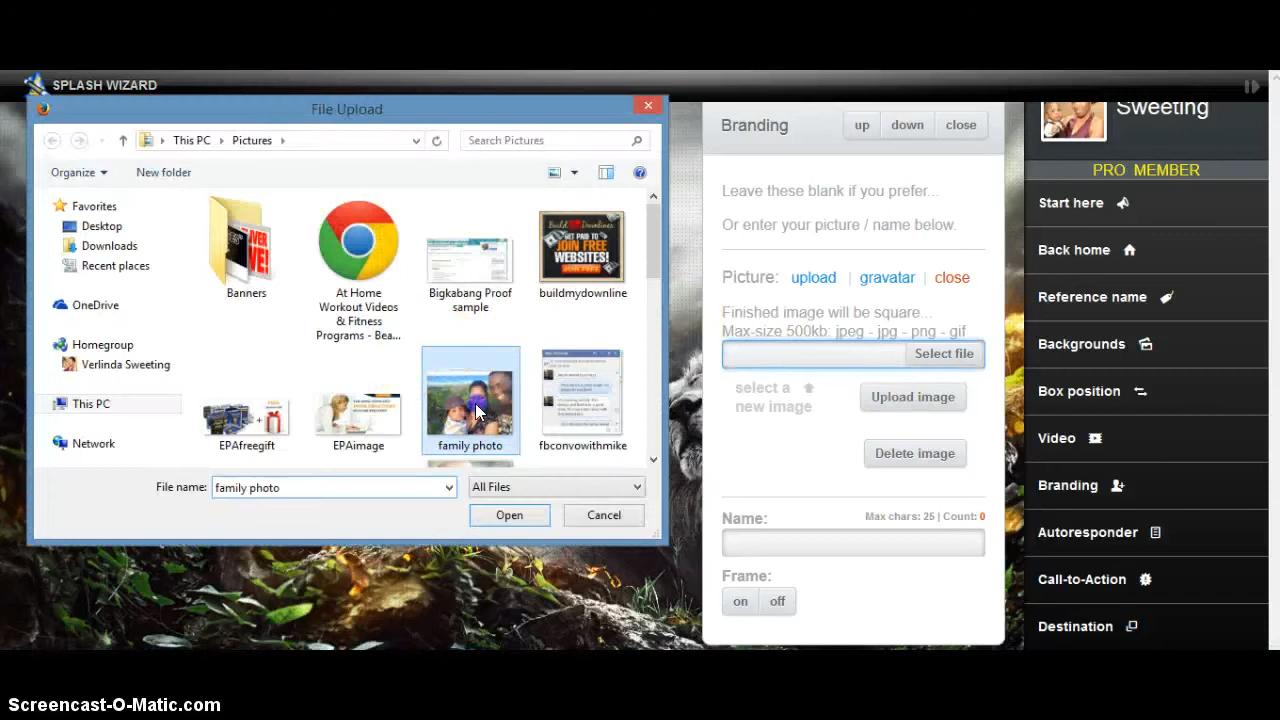 SPLASH WIZARD
File Upload
This PC
Pictures
Search Pictures
Organize
New folder
Favorites
Desktop
Downloads
Recent places
OneDrive
Homegroup
Verlinda Sweeting
This PC
Network
Banners
At Home
Workout Videos
& Fitness
Programs - Bea...
Bigkabang Proof
sample
buildmydownline
EPAfreegift
EPAimage
family photo
fbconvowithmike
File name:
family photo
All Files
Open
Cancel
Branding
up
down
close
Leave these blank if you prefer...
Or enter your picture / name below.
Picture: upload | gravatar | close
Finished image will be square...
Max-size 500kb: jpeg - jpg - png - gif
Select file
select a
new image
Upload image
Delete image
Name:
Max chars: 25 | Count: 0
Frame:
on
off
Sweeting
PRO MEMBER
Start here
Back home
Reference name
Backgrounds
Box position
Video
Branding
Autoresponder
Call-to-Action
Destination
Screencast-O-Matic.com